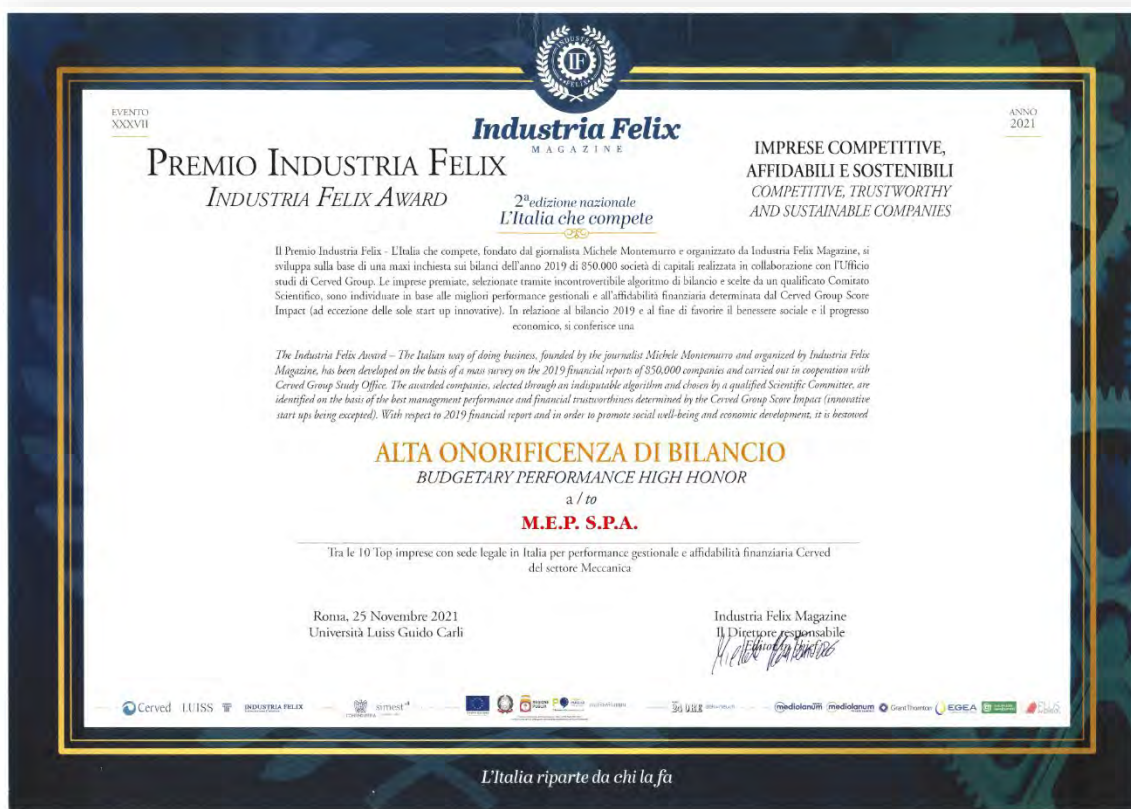 INDUSTRIA
IF
FELIX
EVENTO
XXXVII
Industria Felix
MAGAZINE
ANNO
2021
PREMIO INDUSTRIA FELIX
INDUSTRIA FELIX AWARD
2ª edizione nazionale
L'Italia che compete
IMPRESE COMPETITIVE,
AFFIDABILI E SOSTENIBILI
COMPETITIVE, TRUSTWORTHY
AND SUSTAINABLE COMPANIES
Il Premio Industria Felix - L'Italia che compete, fondato dal giornalista Michele Montemurro e organizzato da Industria Felix Magazine, si
sviluppa sulla base di una maxi inchiesta sui bilanci dell'anno 2019 di 850.000 società di capitali realizzata in collaborazione con l'Ufficio
studi di Cerved Group. Le imprese premiate, selezionate tramite incontrovertibile algoritmo di bilancio e scelte da un qualificato Comitato
Scientifico, sono individuate in base alle migliori performance gestionali e all'affidabilità finanziaria determinata dal Cerved Group Score
Impact (ad eccezione delle sole start up innovative). In relazione al bilancio 2019 e al fine di favorire il benessere sociale e il progresso
economico, si conferisce una
The Industria Felix Award – The Italian way of doing business, founded by the journalist Michele Montemurro and organized by Industria Felix
Magazine, has been developed on the basis of a mass survey on the 2019 financial reports of 850,000 companies and carried out in cooperation with
Cerved Group Study Office. The awarded companies, selected through an indisputable algorithm and chosen by a qualified Scientific Committee, are
identified on the basis of the best management performance and financial trustworthiness determined by the Cerved Group Score Impact (innovative
start ups being excepted). With respect to 2019 financial report and in order to promote social well-being and economic development, it is bestowed
ALTA ONORIFICENZA DI BILANCIO
BUDGETARY PERFORMANCE HIGH HONOR
a / to
M.E.P. S.P.A.
Tra le 10 Top imprese con sede legale in Italia per performance gestionale e affidabilità finanziaria Cerved
del settore Meccanica
Roma, 25 Novembre 2021
Università Luiss Guido Carli
Industria Felix Magazine
Il Direttore responsabile
Cerved LUISS INDUSTRIA FELIX simest REGIONE PUGLIA 24 ORE mediolanum mediolanum Grant Thornton EGEA
L'Italia riparte da chi la fa